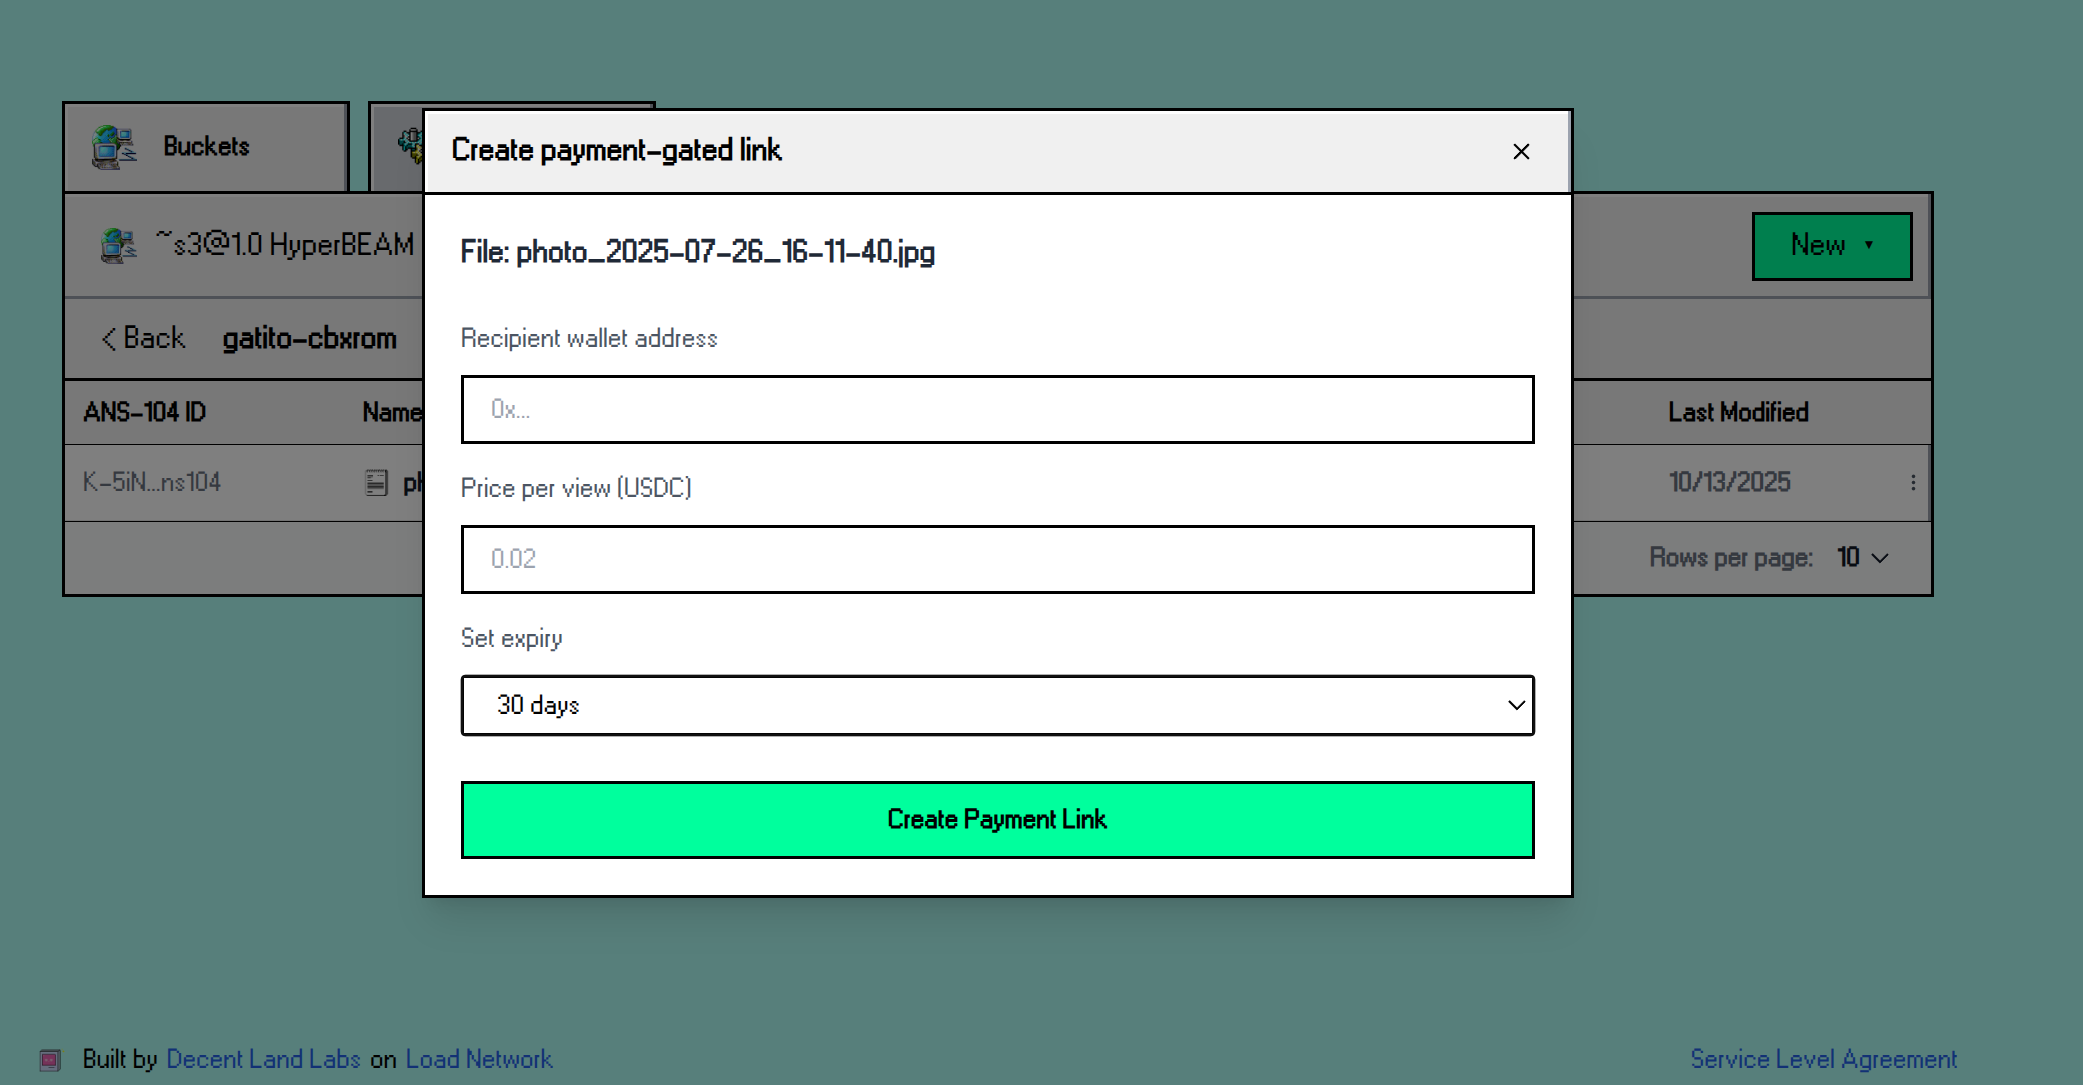 Buckets
Create payment-gated link
~s3@1.0 HyperBEAM
New
File: photo_2025-07-26_16-11-40.jpg
Back gatito-cbxrom
Recipient wallet address
0x...
ANS-104 ID Name Last Modified
K-5iN...ns104 10/13/2025
Price per view (USDC)
0.02
Rows per page: 10
Set expiry
30 days
Create Payment Link
Built by Decent Land Labs on Load Network
Service Level Agreement